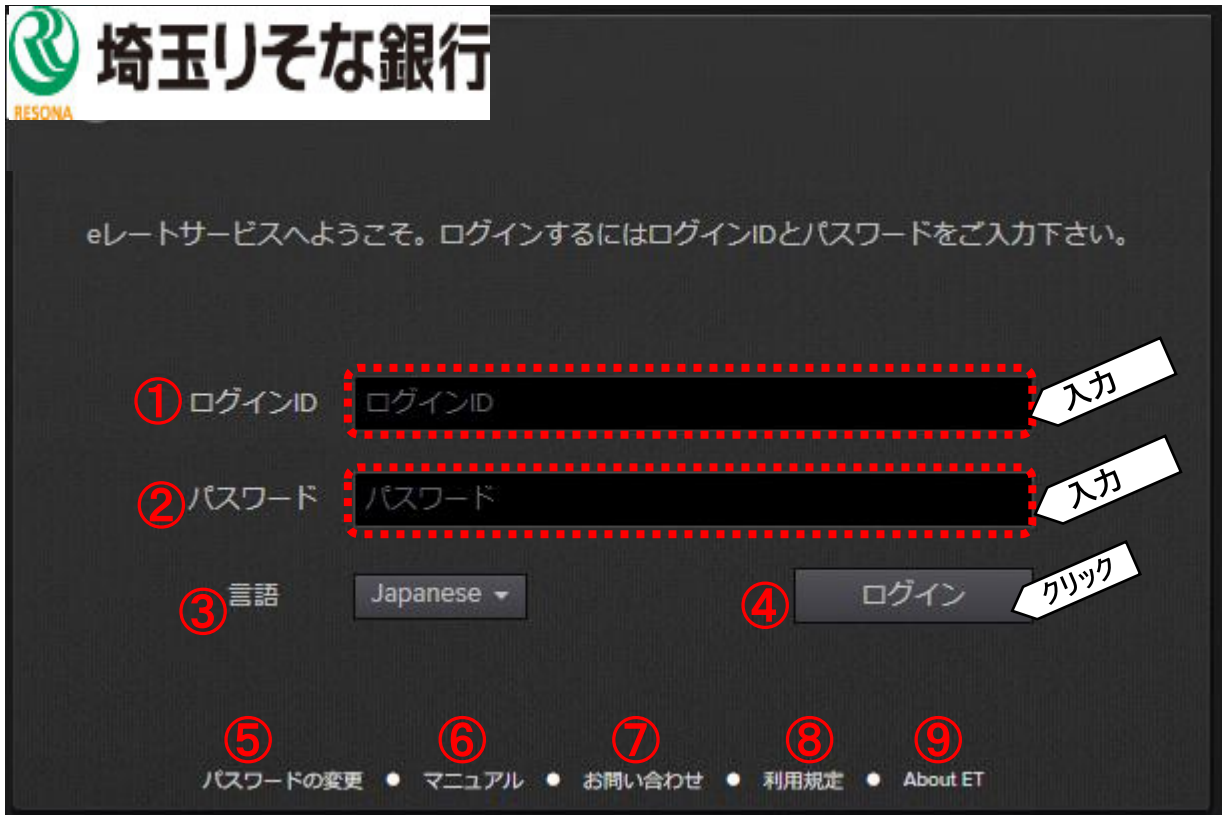 埼玉りそな銀行
RESONA
eレートサービスへようこそ。ログインするにはログインIDとパスワードをご入力下さい。
① ログインID ログインID 入力
② パスワード パスワード 入力
③ 言語 Japanese ④ ログイン クリック
⑤ ⑥ ⑦ ⑧ ⑨
パスワードの変更 ● マニュアル ● お問い合わせ ● 利用規定 ● About ET